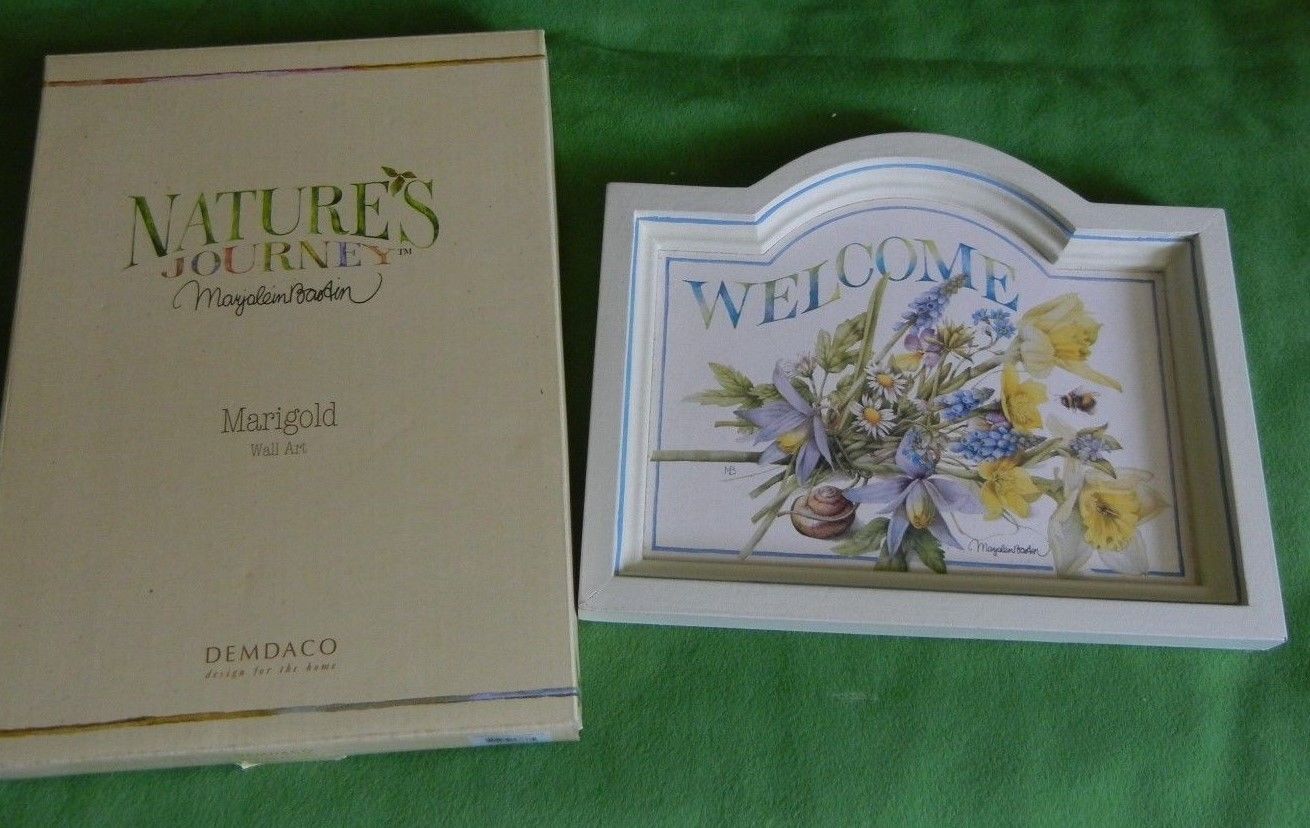 NATURE'S
JOURNEY™
Marjolein Bastin
Marigold
Wall Art
DEMDACO
design for the home
WELCOME
MB
Marjolein Bastin